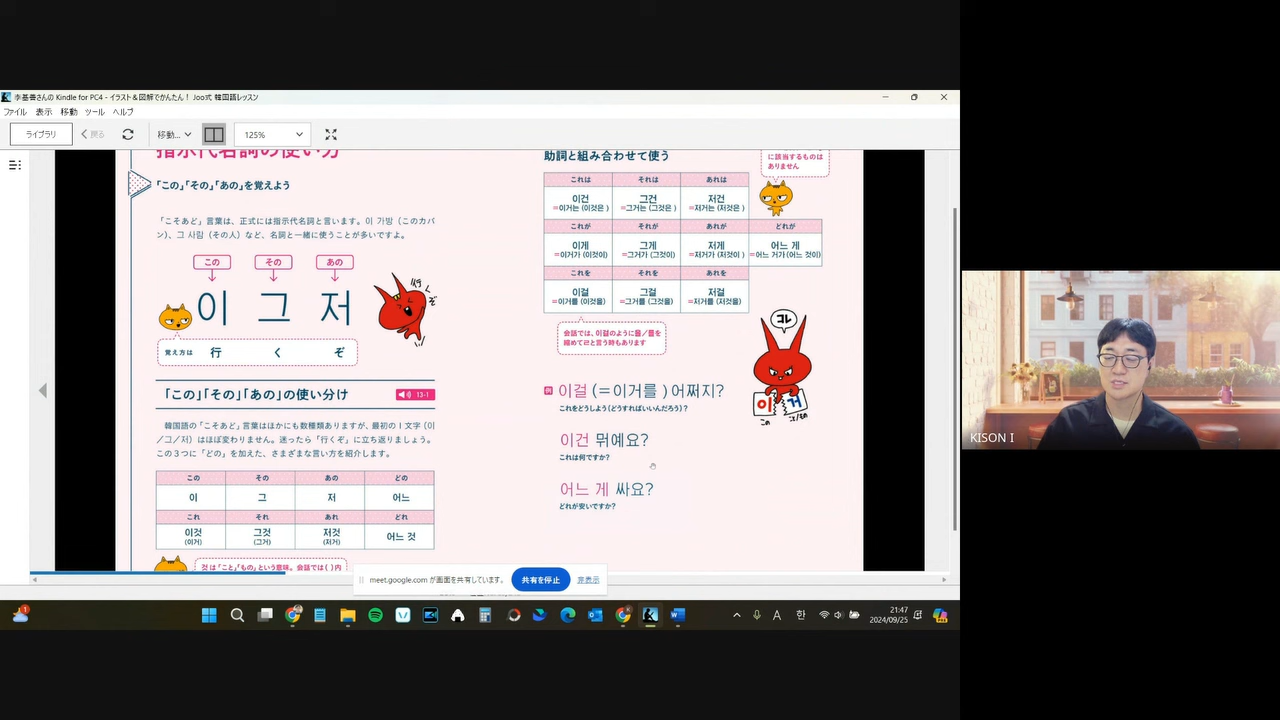 李基善さんの Kindle for PC4 - イラスト&図解でかんたん! Joo式 韓国語レッスン
ファイル 表示 移動 ツール ヘルプ
ライブラリ
戻る
移動...
125%
指示代名詞の使い方
「この」「その」「あの」を覚えよう
「こそあど」言葉は、正式には指示代名詞と言います。이 가방(このカバ
ン)、그 사람(その人)など、名詞と一緒に使うことが多いですよ。
この その あの
이 그 저
行くぞ
覚え方は 行 く ぞ
「この」「その」「あの」の使い分け
13-1
韓国語の「こそあど」言葉はほかにも数種類ありますが、最初の1文字(이
/그/저)はほぼ変わりません。迷ったら「行くぞ」に立ち返りましょう。
この3つに「どの」を加えた、さまざまな言い方を紹介します。
この その あの どの
이 그 저 어느
これ それ あれ どれ
이것 그것 저것 어느 것
(이거) (그거) (저거)
것は「こと」「もの」という意味。会話では( )内
助詞と組み合わせて使う
に該当するものは
ありません
これは それは あれは
이건 그건 저건
=이거는 (이것은) =그거는 (그것은) =저거는 (저것은)
これが それが あれが どれが
이게 그게 저게 어느 게
=이거가 (이것이) =그거가 (그것이) =저거가 (저것이) =어느 거가(어느 것이)
これを それを あれを
이걸 그걸 저걸
=이거를 (이것을) =그거를 (그것을) =저거를 (저것을)
会話では、이걸のように을/를を
縮めてㄹと言う時もあります
コレ
이 거
この
例 이걸 (=이거를 ) 어쩌지?
これをどうしよう(どうすればいいんだろう)?
이건 뭐예요?
これは何ですか?
어느 게 싸요?
どれが安いですか?
meet.google.com が画面を共有しています。
共有を停止
非表示
1
A
한
21:47
2024/09/25
KISON I